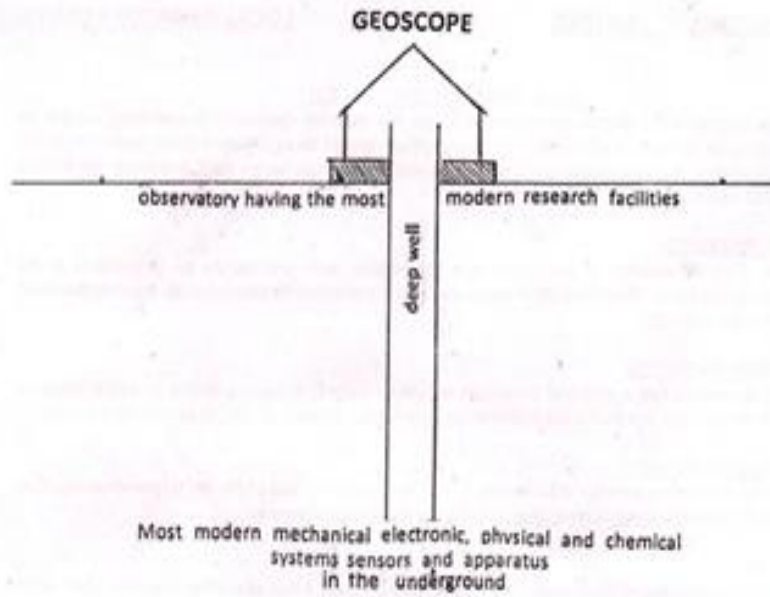 GEOSCOPE
observatory having the most modern research facilities
deep well
Most modern mechanical electronic, physical and chemical
systems sensors and apparatus
in the underground